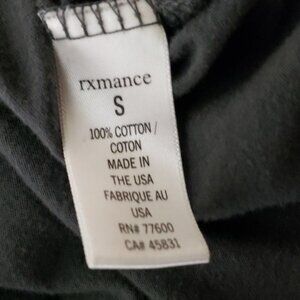 rxmance
S
100% COTTON /
COTON
MADE IN
THE USA
FABRIQUE AU
USA
RN# 77600
CA# 45831